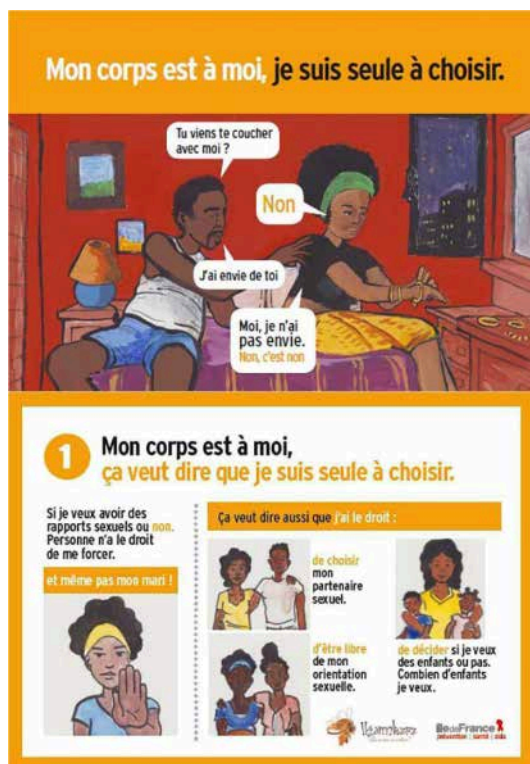 Mon corps est à moi, je suis seule à choisir.
Tu viens te coucher
avec moi ?
Non
J'ai envie de toi
Moi, je n'ai
pas envie.
Non, c'est non
1
Mon corps est à moi,
ça veut dire que je suis seule à choisir.
Si je veux avoir des
rapports sexuels ou non.
Personne n'a le droit
de me forcer.
et même pas mon mari !
Ça veut dire aussi que j'ai le droit :
de choisir
mon
partenaire
sexuel.
d'être libre
de mon
orientation
sexuelle.
de décider si je veux
des enfants ou pas.
Combien d'enfants
je veux.
IledeFrance
prévention santé sida